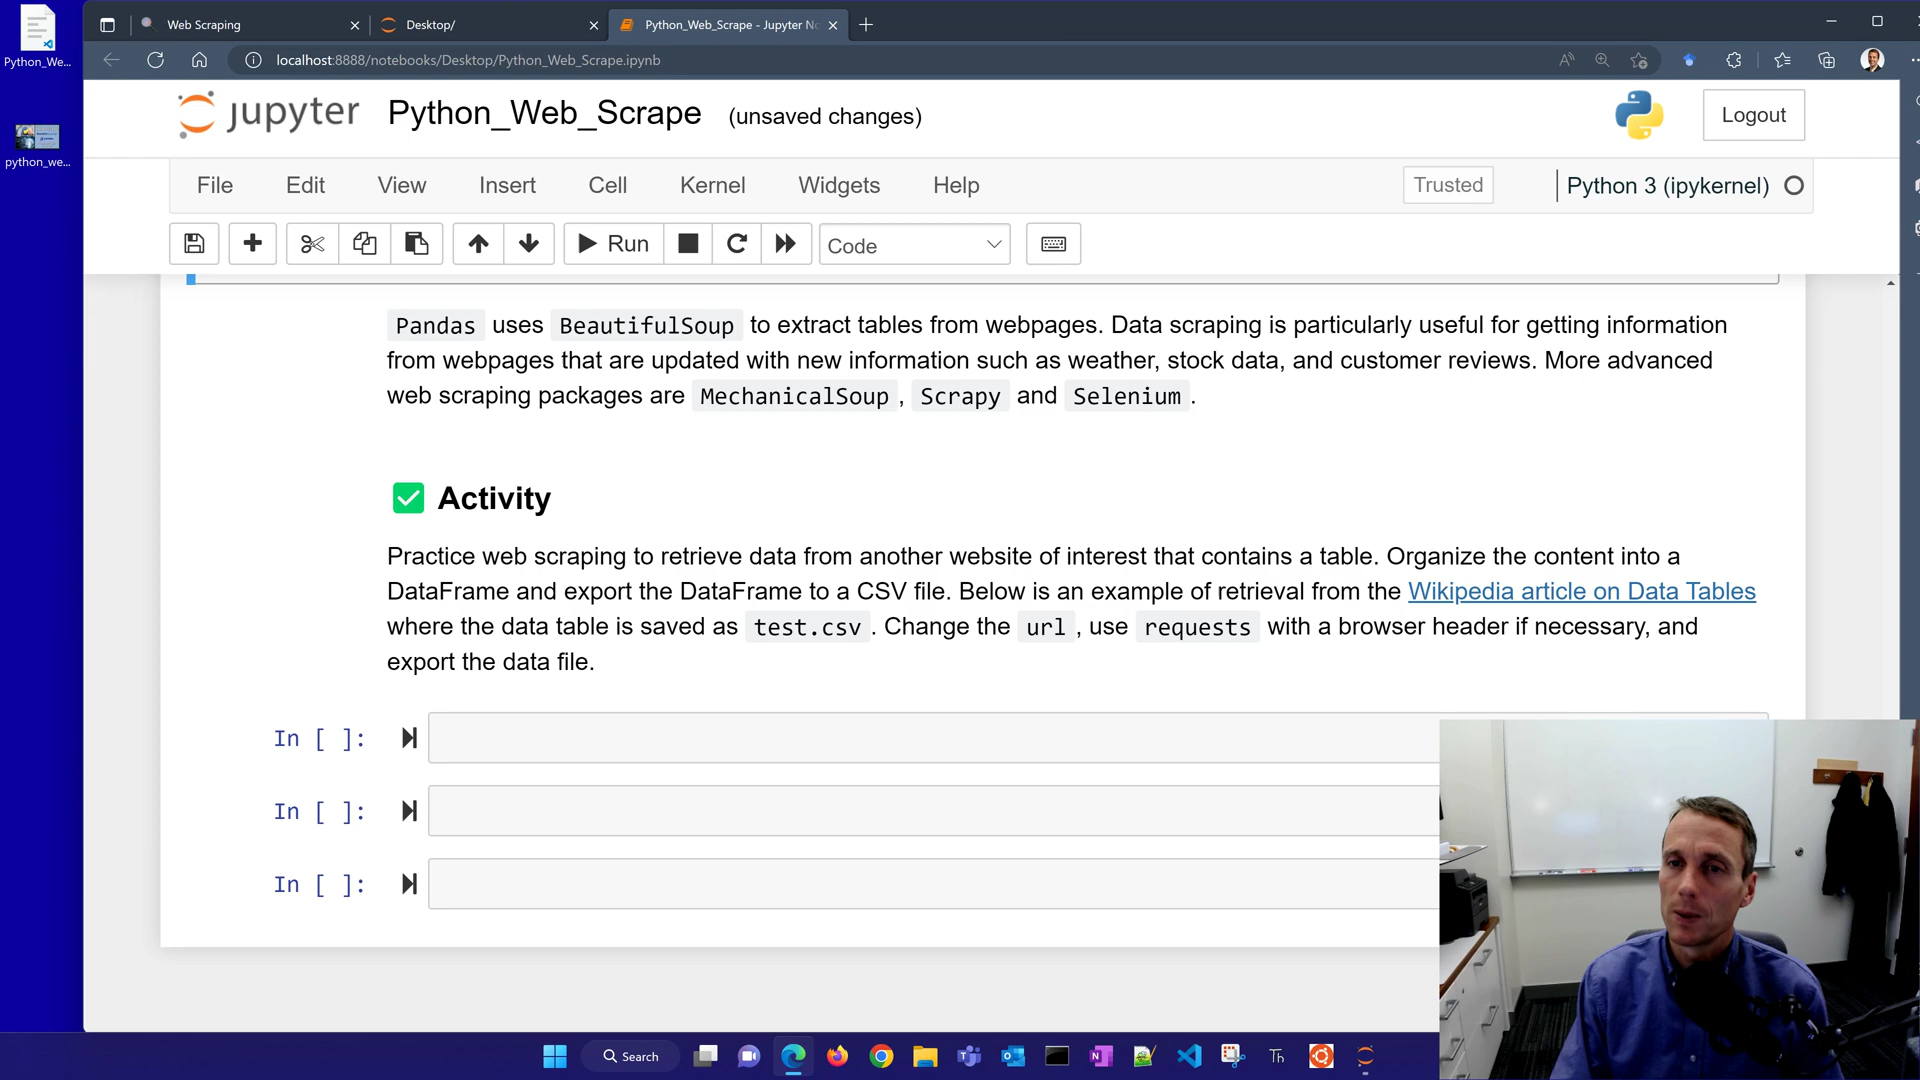 Python_We...
python_we...
Web Scraping
Desktop/
Python_Web_Scrape - Jupyter No
localhost:8888/notebooks/Desktop/Python_Web_Scrape.ipynb
jupyter Python_Web_Scrape (unsaved changes)
Logout
File Edit View Insert Cell Kernel Widgets Help
Trusted
Python 3 (ipykernel)
Run
Code
Pandas uses BeautifulSoup to extract tables from webpages. Data scraping is particularly useful for getting information
from webpages that are updated with new information such as weather, stock data, and customer reviews. More advanced
web scraping packages are MechanicalSoup, Scrapy and Selenium.
Activity
Practice web scraping to retrieve data from another website of interest that contains a table. Organize the content into a
DataFrame and export the DataFrame to a CSV file. Below is an example of retrieval from the Wikipedia article on Data Tables
where the data table is saved as test.csv. Change the url, use requests with a browser header if necessary, and
export the data file.
In [ ]:
In [ ]:
In [ ]:
Search
Th